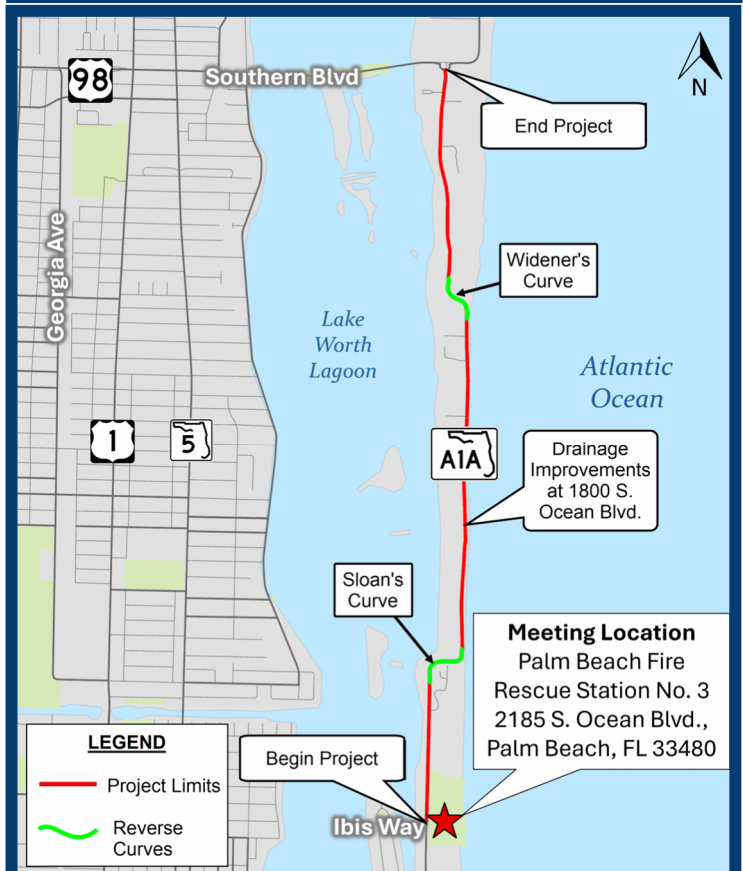 98
Southern Blvd
N
End Project
Georgia Ave
Widener's
Curve
Lake
Worth
Lagoon
Atlantic
Ocean
1
5
A1A
Drainage
Improvements
at 1800 S.
Ocean Blvd.
Sloan's
Curve
Meeting Location
Palm Beach Fire
Rescue Station No. 3
2185 S. Ocean Blvd.,
Palm Beach, FL 33480
Begin Project
Ibis Way
LEGEND
Project Limits
Reverse
Curves